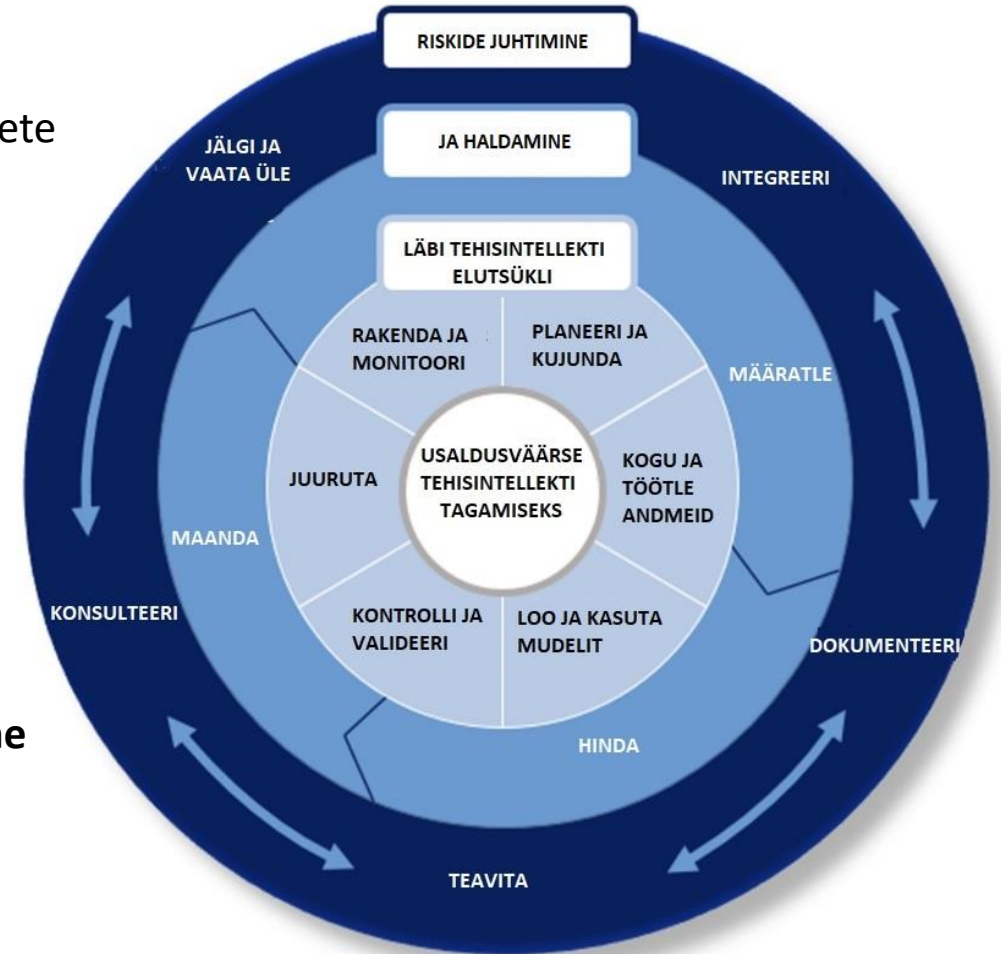 RISKIDE JUHTIMINE
ete
JA HALDAMINE
JÄLGI JA
VAATA ÜLE
INTEGREERI
LÄBI TEHISINTELLEKTI
ELUTSÜKLI
RAKENDA JA
MONITOORI
PLANEERI JA
KUJUNDA
MÄÄRATLE
USALDUSVÄÄRSE
TEHISINTELLEKTI
TAGAMISEKS
JUURUTA
KOGU JA
TÖÖTLE
ANDMEID
MAANDA
KONSULTEERI
KONTROLLI JA
VALIDEERI
LOO JA KASUTA
MUDELIT
DOKUMENTEERI
ne
HINDA
TEAVITA